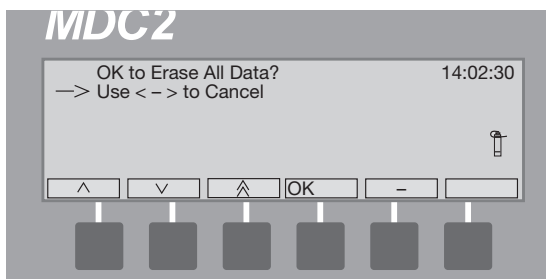 MDC2
OK to Erase All Data? 14:02:30
—> Use < – > to Cancel
OK –